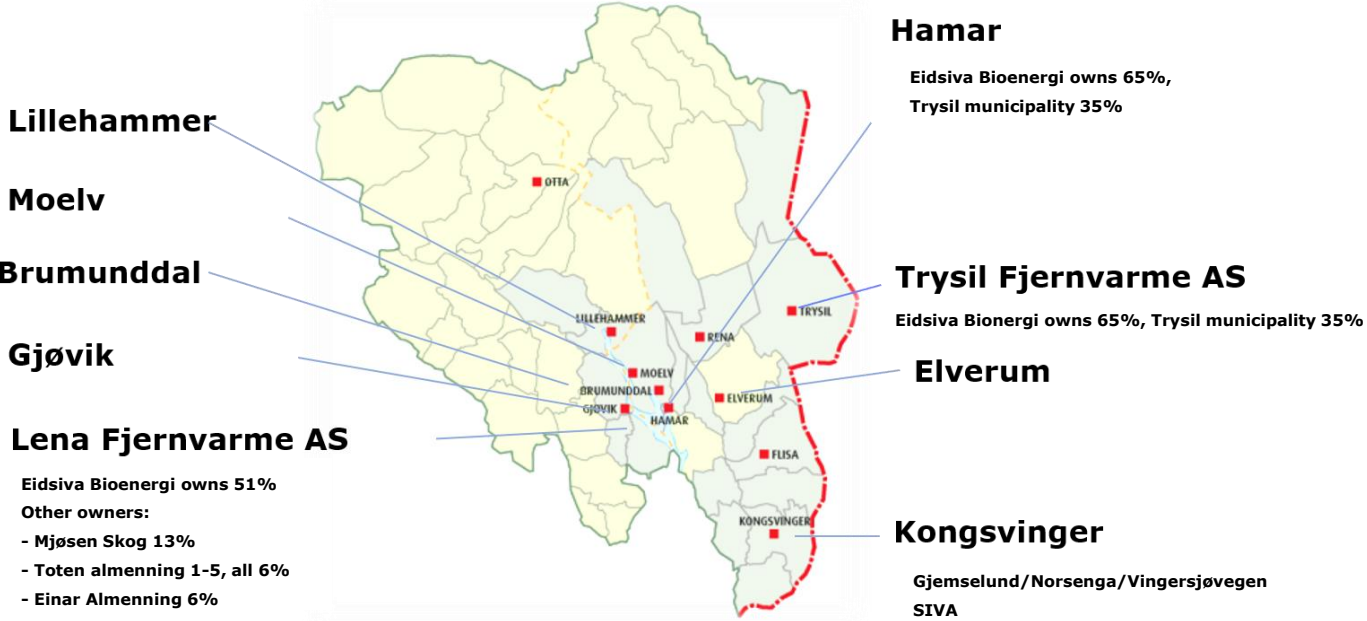 Lillehammer
Moelv
Brumunddal
Gjøvik
Lena Fjernvarme AS
Eidsiva Bioenergi owns 51%
Other owners:
- Mjøsen Skog 13%
- Toten almenning 1-5, all 6%
- Einar Almenning 6%
OTTA
LILLEHAMMER
RENA
TRYSIL
MOELV
BRUMUNDDAL
ELVERUM
GJØVIK
HAMAR
FLISA
KONGSVINGER
Hamar
Eidsiva Bioenergi owns 65%,
Trysil municipality 35%
Trysil Fjernvarme AS
Eidsiva Bionergi owns 65%, Trysil municipality 35%
Elverum
Kongsvinger
Gjemselund/Norsenga/Vingersjøvegen
SIVA